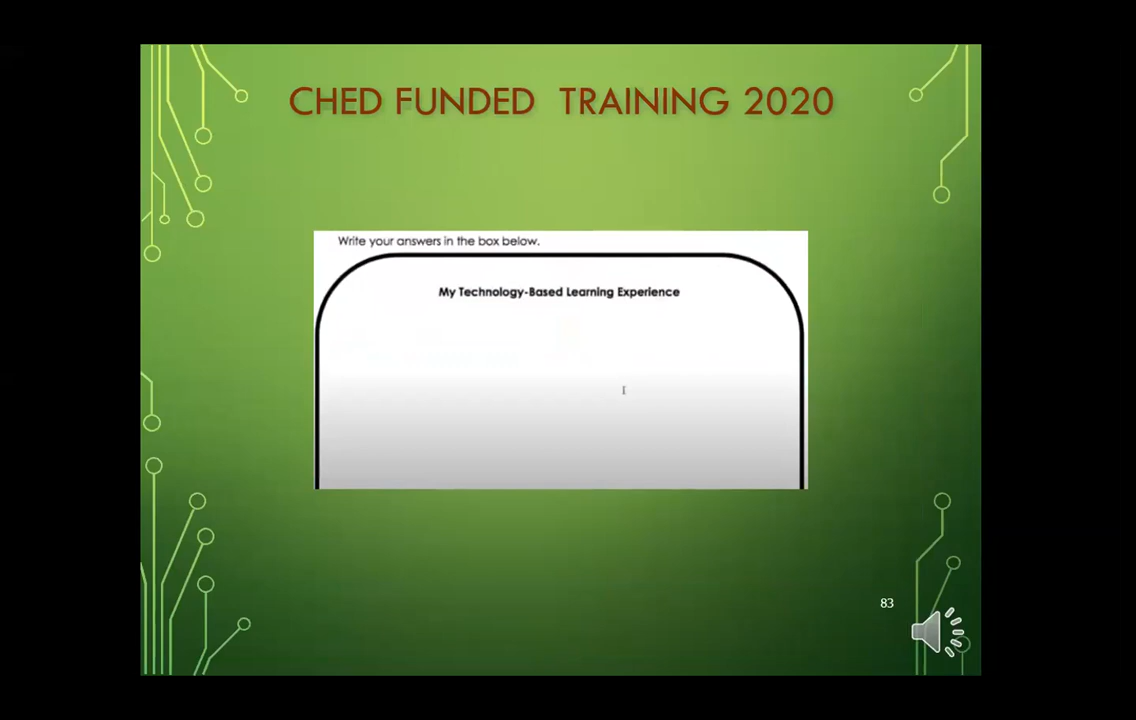 CHED FUNDED TRAINING 2020
Write your answers in the box below.
My Technology-Based Learning Experience
83